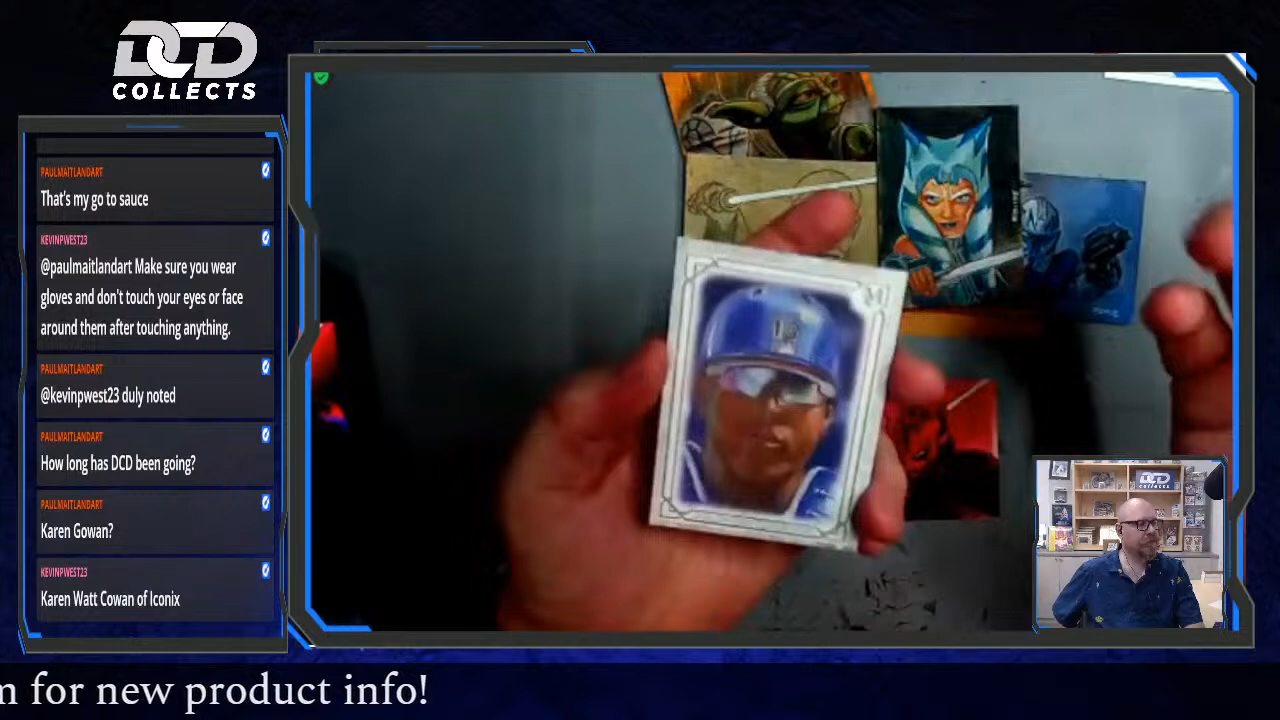 DCD
COLLECTS
PAULMAITLANDART
That's my go to sauce
KEVINPWEST23
@paulmaitlandart Make sure you wear
gloves and don't touch your eyes or face
around them after touching anything.
PAULMAITLANDART
@kevinpwest23 duly noted
PAULMAITLANDART
How long has DCD been going?
PAULMAITLANDART
Karen Gowan?
KEVINPWEST23
Karen Watt Cowan of Iconix
DCD
m for new product info!